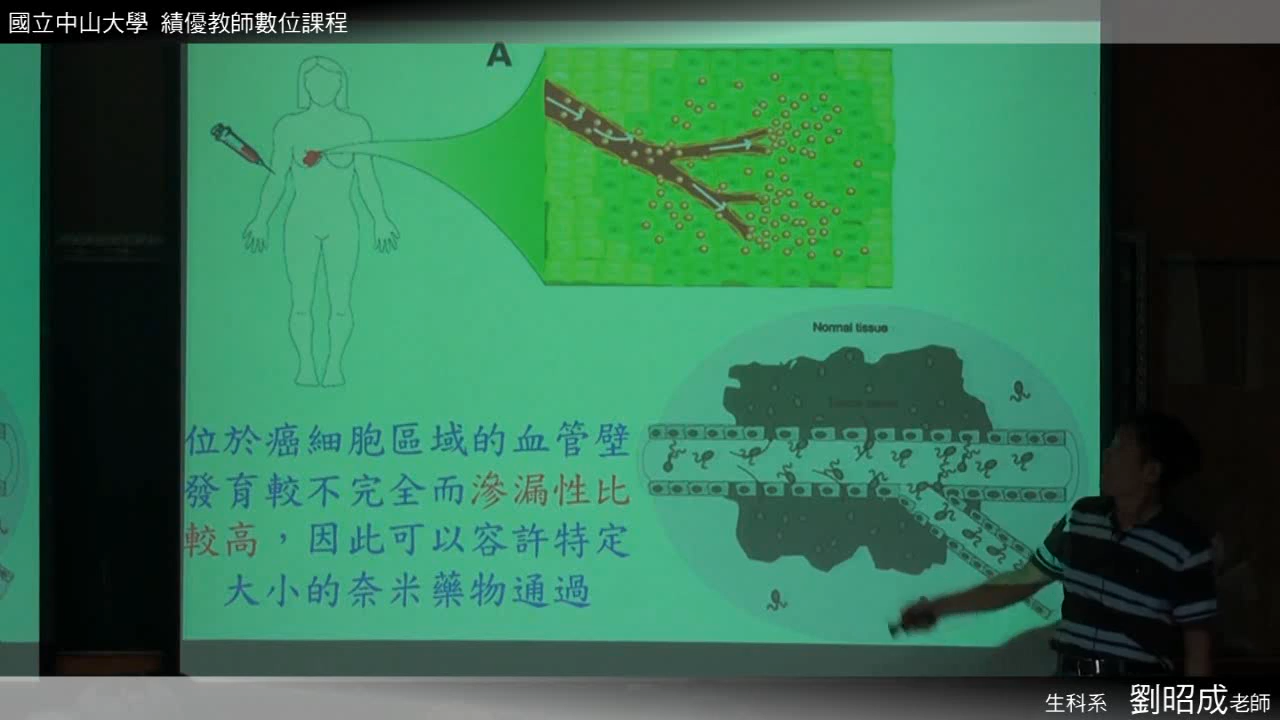 國立中山大學 績優教師數位課程
A
Normal tissue
位於癌細胞區域的血管壁
發育較不完全而滲漏性比
較高，因此可以容許特定
大小的奈米藥物通過
生科系 劉昭成老師